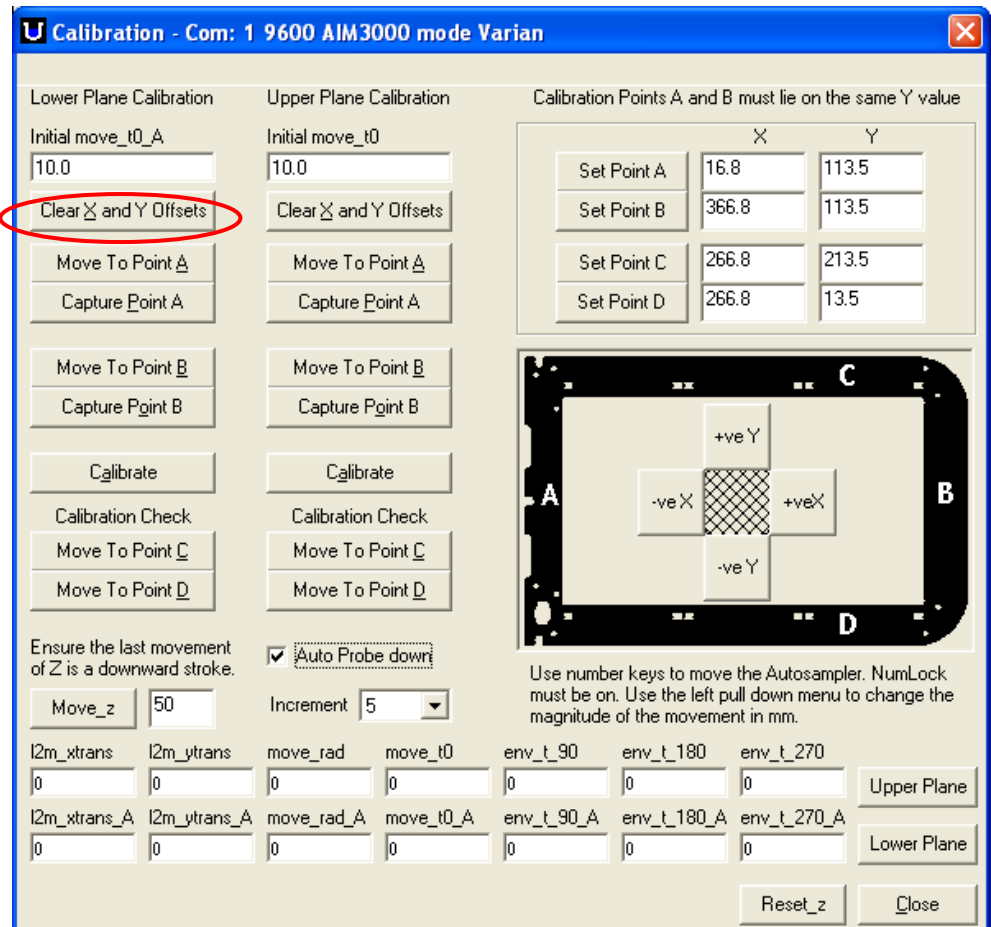 U Calibration - Com: 1 9600 AIM3000 mode Varian
Lower Plane Calibration
Initial move_t0_A
10.0
Clear X and Y Offsets
Move To Point A
Capture Point A
Move To Point B
Capture Point B
Calibrate
Calibration Check
Move To Point C
Move To Point D
Ensure the last movement
of Z is a downward stroke.
Move_z 50
Upper Plane Calibration
Initial move_t0
10.0
Clear X and Y Offsets
Move To Point A
Capture Point A
Move To Point B
Capture Point B
Calibrate
Calibration Check
Move To Point C
Move To Point D
Auto Probe down
Increment 5
Calibration Points A and B must lie on the same Y value
X Y
Set Point A 16.8 113.5
Set Point B 366.8 113.5
Set Point C 266.8 213.5
Set Point D 266.8 13.5
C
+ve Y
A -ve X +veX B
-ve Y
D
Use number keys to move the Autosampler. NumLock
must be on. Use the left pull down menu to change the
magnitude of the movement in mm.
l2m_xtrans l2m_ytrans move_rad move_t0 env_t_90 env_t_180 env_t_270
0 0 0 0 0 0 0 Upper Plane
l2m_xtrans_A l2m_ytrans_A move_rad_A move_t0_A env_t_90_A env_t_180_A env_t_270_A
0 0 0 0 0 0 0 Lower Plane
Reset_z Close